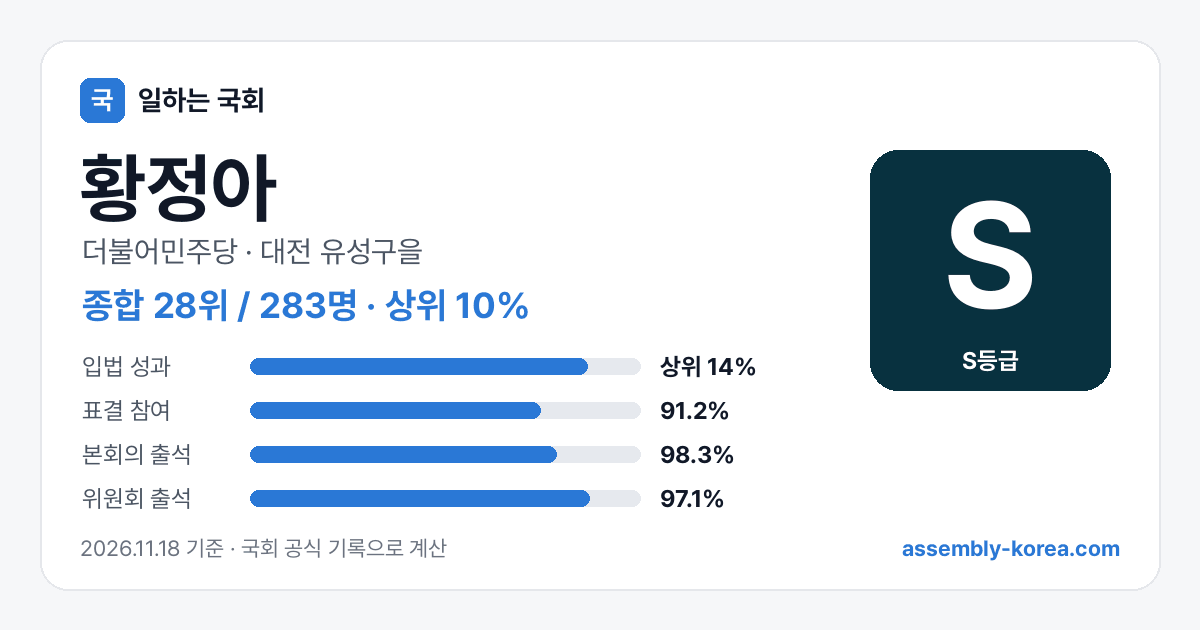 국 일하는 국회
황정아
더불어민주당 · 대전 유성구을
종합 28위 / 283명 · 상위 10%
S
S등급
입법 성과 상위 14%
표결 참여 91.2%
본회의 출석 98.3%
위원회 출석 97.1%
2026.11.18 기준 · 국회 공식 기록으로 계산
assembly-korea.com